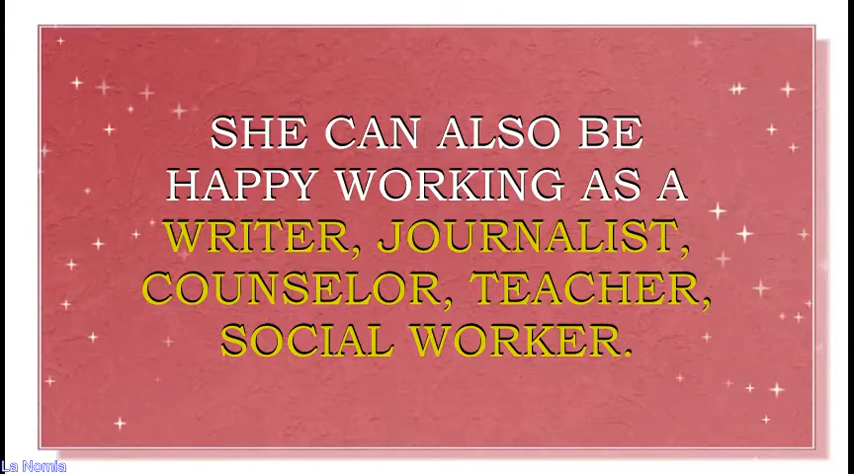 SHE CAN ALSO BE
HAPPY WORKING AS A
WRITER, JOURNALIST,
COUNSELOR, TEACHER,
SOCIAL WORKER.
La Nomia